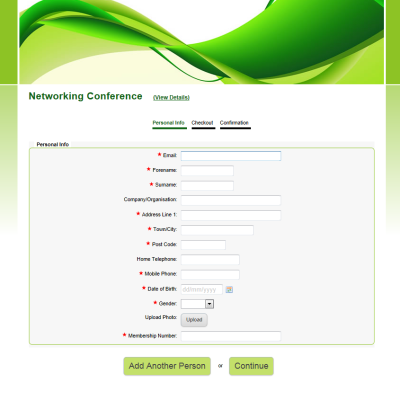 Networking Conference (View Details)
Personal Info Checkout Confirmation
Personal Info
* Email:
* Forename:
* Surname:
Company/Organisation:
* Address Line 1:
* Town/City:
* Post Code:
Home Telephone:
* Mobile Phone:
* Date of Birth: dd/mm/yyyy
* Gender:
Upload Photo: Upload
* Membership Number:
Add Another Person or Continue